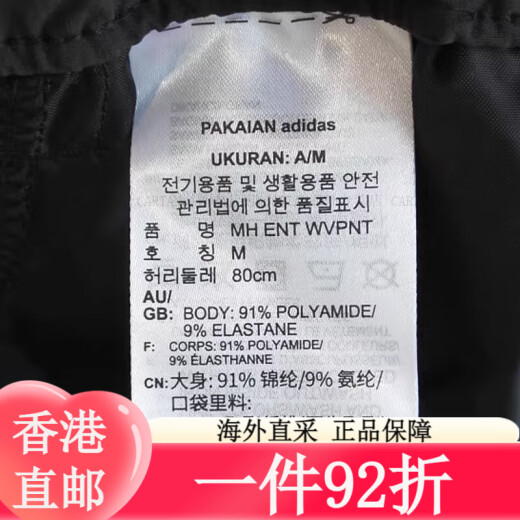 PAKAIAN adidas
UKURAN: A/M
전기용품 및 생활용품 안전
관리법에 의한 품질표시
품 명 MH ENT WVPNT
호 칭 M
허리둘레 80cm
AU/
GB: BODY: 91% POLYAMIDE/
9% ELASTANE
F: CORPS: 91% POLYAMIDE/
9% ÉLASTHANNE
CN: 大身: 91% 锦纶/9% 氨纶/
口袋里料:
香港
直邮
海外直采 正品保障
一件92折